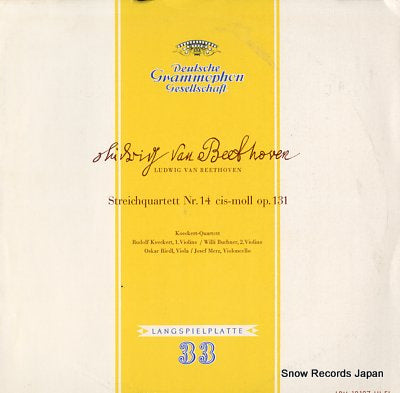 Deutsche
Grammophon
Gesellschaft
Ludwig van Beethoven
LUDWIG VAN BEETHOVEN
Streichquartett Nr. 14 cis-moll op. 131
Koeckert-Quartett
Rudolf Koeckert, 1. Violine / Willi Buchner, 2. Violine
Oskar Riedl, Viola / Josef Merz, Violoncello
LANGSPIELPLATTE
33
Snow Records Japan